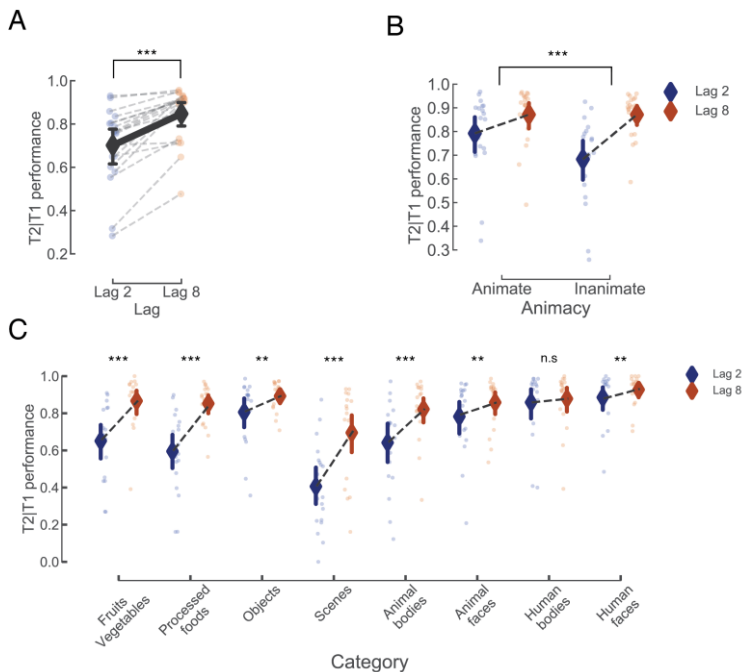 A
***
1.0
0.8
0.6
0.4
0.2
T2|T1 performance
Lag 2
Lag 8
Lag
B
***
1.0
0.9
0.8
0.7
0.6
0.5
0.4
0.3
T2|T1 performance
Animate
Inanimate
Animacy
Lag 2
Lag 8
C
*** *** ** *** *** ** n.s **
1.0
0.8
0.6
0.4
0.2
0.0
T2|T1 performance
Lag 2
Lag 8
Fruits
Vegetables
Processed
foods
Objects
Scenes
Animal
bodies
Animal
faces
Human
bodies
Human
faces
Category